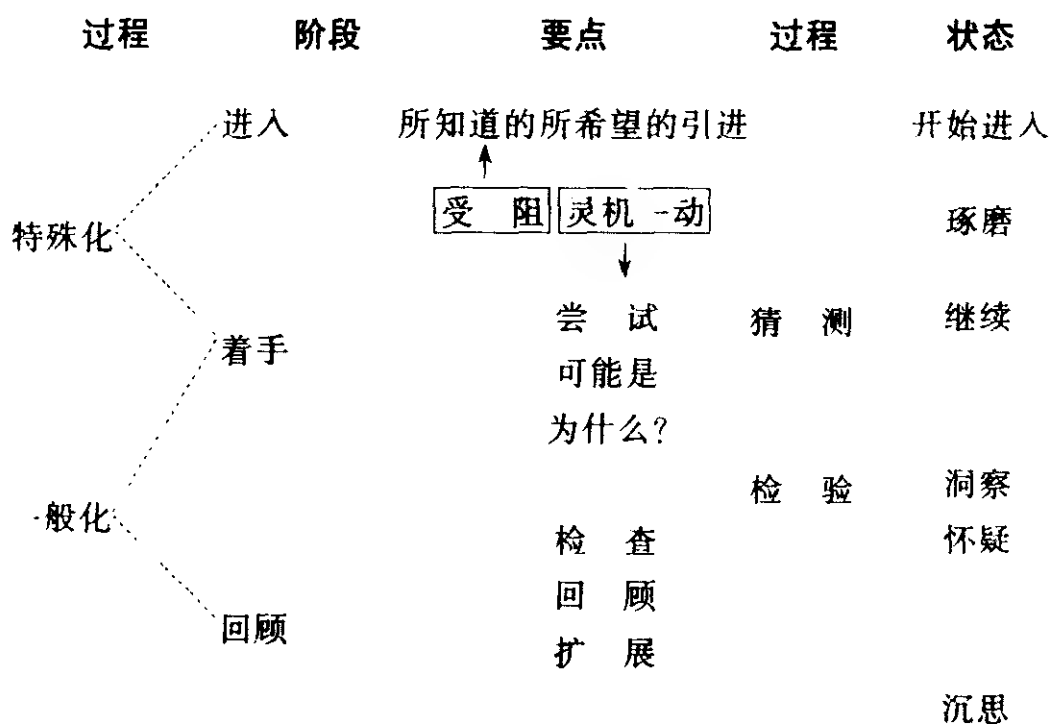 过程 阶段 要点 过程 状态
进入 所知道的所希望的引进 开始进入
受 阻 灵机一动
特殊化 琢磨
尝 试 猜 测 继续
着手
可能是
为什么?
检 验 洞察
一般化
检 查 怀疑
回 顾
回顾
扩 展
沉思